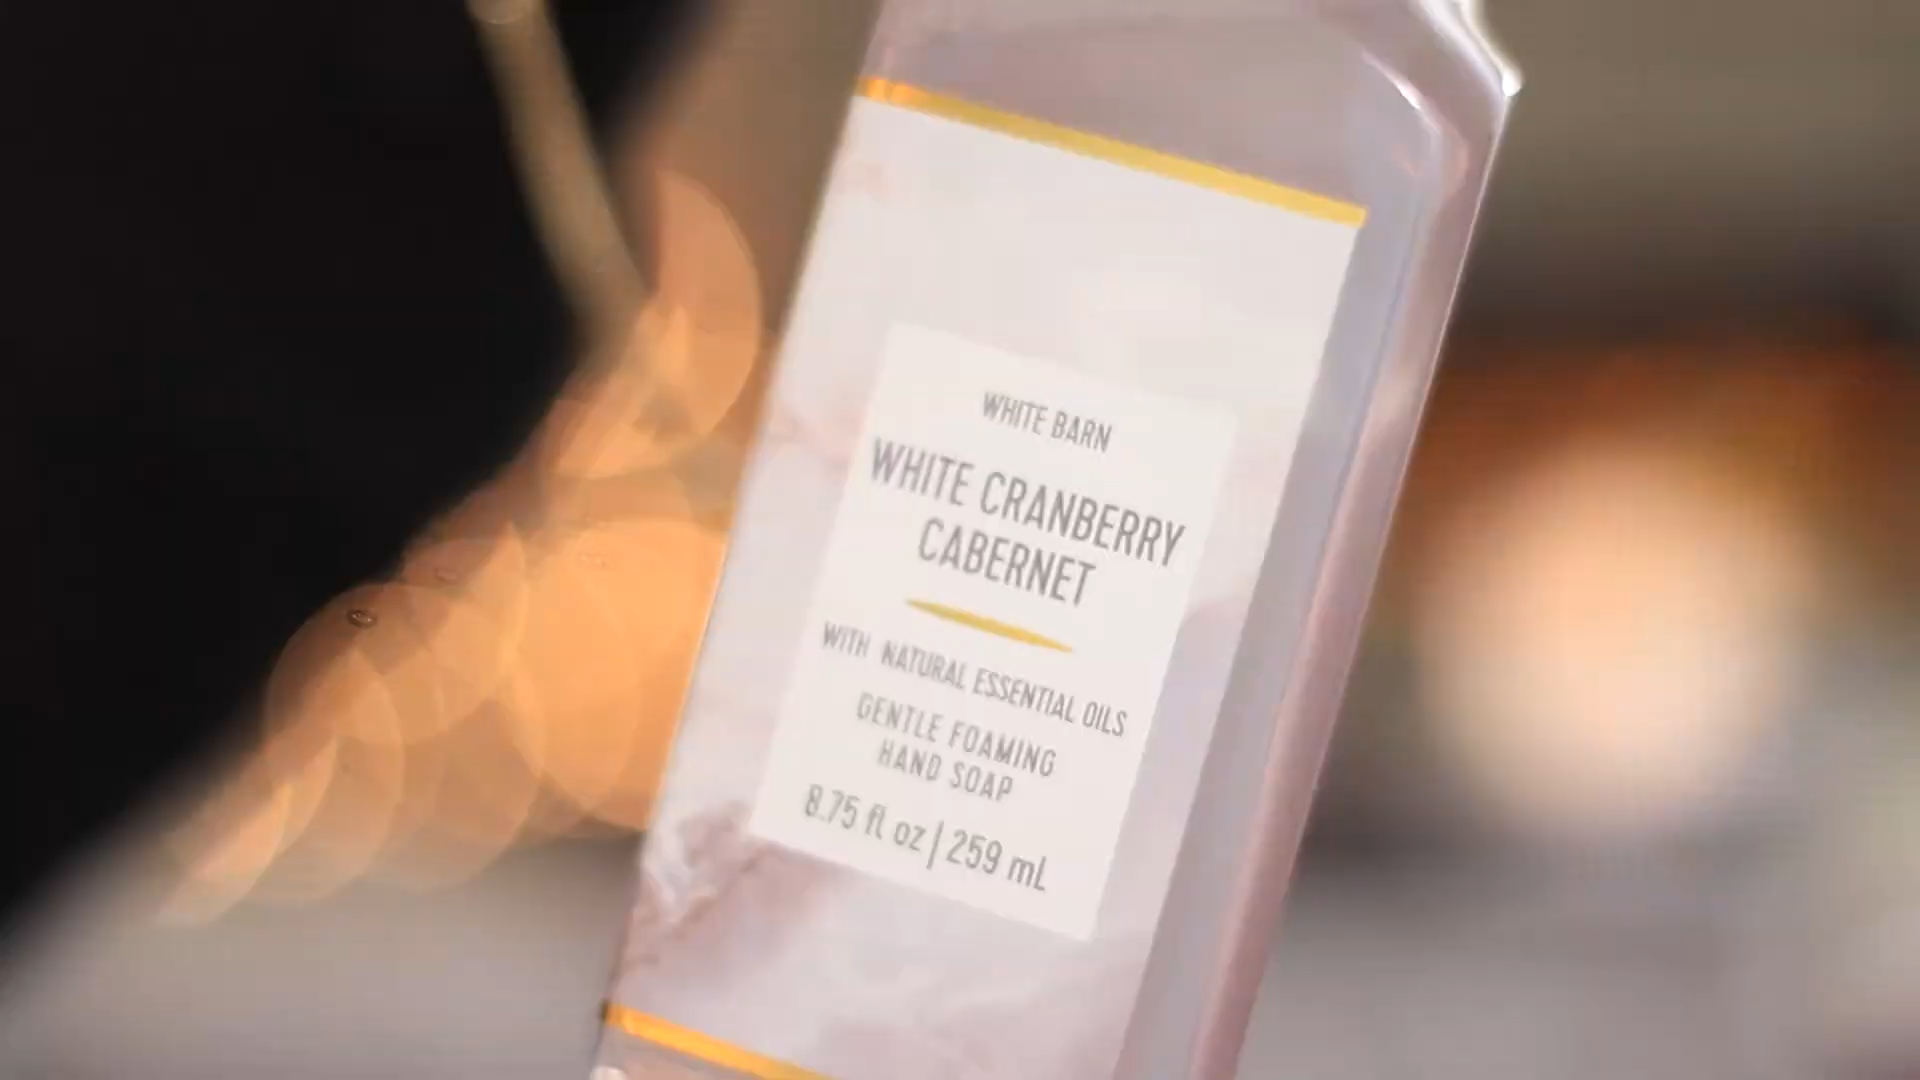 WHITE BARN
WHITE CRANBERRY
CABERNET
WITH NATURAL ESSENTIAL OILS
GENTLE FOAMING
HAND SOAP
8.75 fl oz | 259 mL